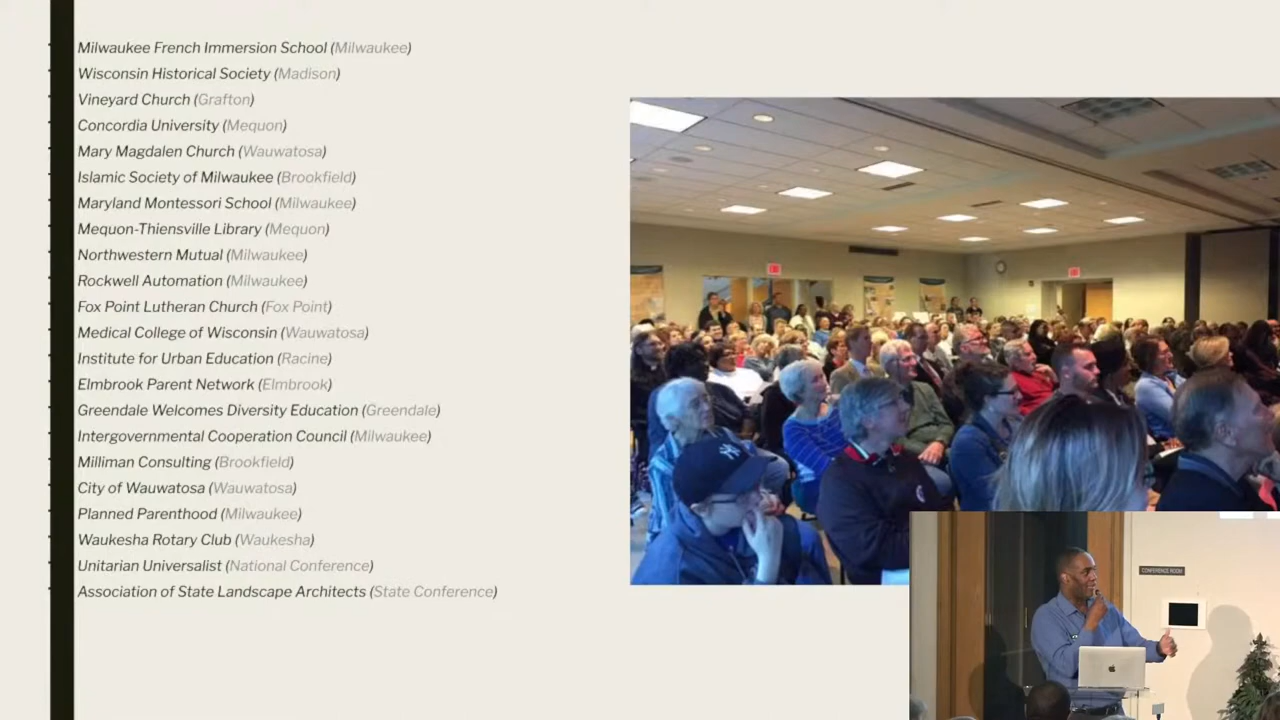 Milwaukee French Immersion School (Milwaukee)
Wisconsin Historical Society (Madison)
Vineyard Church (Grafton)
Concordia University (Mequon)
Mary Magdalen Church (Wauwatosa)
Islamic Society of Milwaukee (Brookfield)
Maryland Montessori School (Milwaukee)
Mequon-Thiensville Library (Mequon)
Northwestern Mutual (Milwaukee)
Rockwell Automation (Milwaukee)
Fox Point Lutheran Church (Fox Point)
Medical College of Wisconsin (Wauwatosa)
Institute for Urban Education (Racine)
Elmbrook Parent Network (Elmbrook)
Greendale Welcomes Diversity Education (Greendale)
Intergovernmental Cooperation Council (Milwaukee)
Milliman Consulting (Brookfield)
City of Wauwatosa (Wauwatosa)
Planned Parenthood (Milwaukee)
Waukesha Rotary Club (Waukesha)
Unitarian Universalist (National Conference)
Association of State Landscape Architects (State Conference)
CONFERENCE ROOM